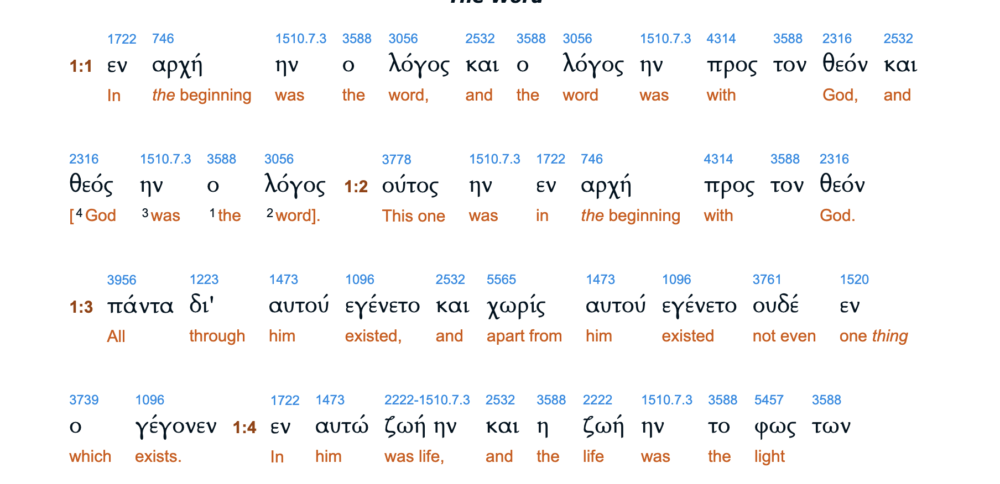 The Word
1722 746 1510.7.3 3588 3056 2532 3588 3056 1510.7.3 4314 3588 2316 2532
1:1 εν αρχή ην ο λόγος και ο λόγος ην προς τον θεόν και
In the beginning was the word, and the word was with God, and
2316 1510.7.3 3588 3056 3778 1510.7.3 1722 746 4314 3588 2316
θεός ην ο λόγος 1:2 ούτος ην εν αρχή προς τον θεόν
[4 God 3 was 1 the 2 word]. This one was in the beginning with God.
3956 1223 1473 1096 2532 5565 1473 1096 3761 1520
1:3 πάντα δι' αυτού εγένετο και χωρίς αυτού εγένετο ουδέ εν
All through him existed, and apart from him existed not even one thing
3739 1096 1722 1473 2222-1510.7.3 2532 3588 2222 1510.7.3 3588 5457 3588
ο γέγονεν 1:4 εν αυτώ ζωή ην και η ζωή ην το φως των
which exists. In him was life, and the life was the light